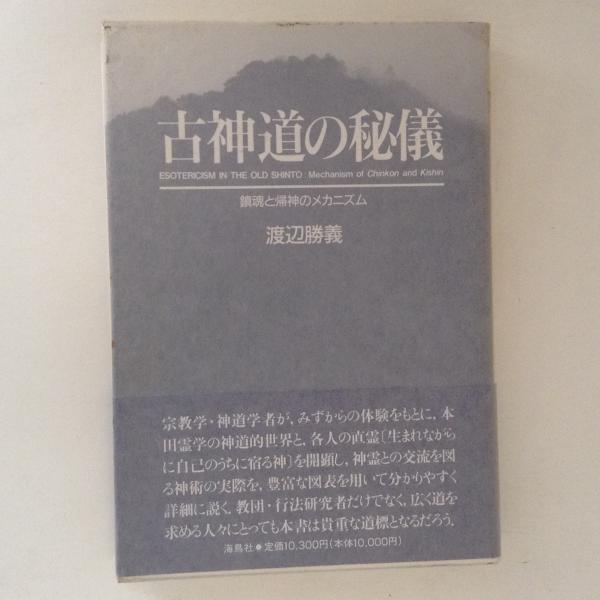 古神道の秘儀
ESOTERICISM IN THE OLD SHINTO : Mechanism of Chinkon and Kishin
鎮魂と帰神のメカニズム
渡辺勝義
宗教学・神道学者が，みずからの体験をもとに，本
田霊学の神道的世界と，各人の直霊〔生まれながら
に自己のうちに宿る神〕を開顕し，神霊との交流を図
る神術の実際を，豊富な図表を用いて分かりやすく
詳細に説く．教団・行法研究者だけでなく，広く道を
求める人々にとっても本書は貴重な道標となるだろう．
海鳥社●定価10,300円（本体10,000円）